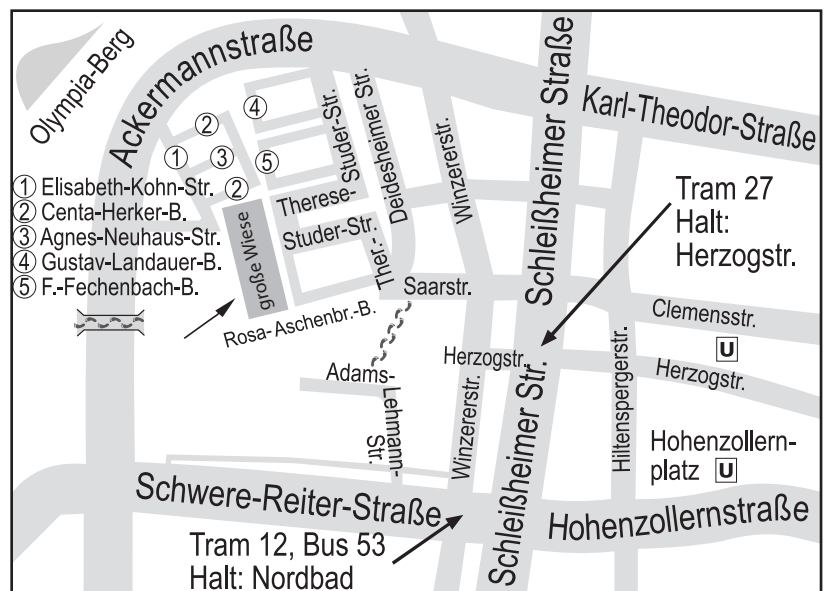 Olympia-Berg
Ackermannstraße
Schleißheimer Straße
Karl-Theodor-Straße
② ④
Studer-Str.
Therese-
Deidesheimer Str.
Winzererstr.
① ③ ⑤
① Elisabeth-Kohn-Str.
②
② Centa-Herker-B.
③ Agnes-Neuhaus-Str.
④ Gustav-Landauer-B.
⑤ F.-Fechenbach-B.
große Wiese
Studer-Str.
Ther.-
Tram 27
Halt:
Herzogstr.
Saarstr.
Rosa-Aschenbr.-B.
Clemensstr.
U
Herzogstr.
Herzogstr.
Adams-
Lehmann-
Str.
Winzererstr.
Schleißheimer Str.
Hiltenspergerstr.
Hohenzollern-
platz U
Schwere-Reiter-Straße
Hohenzollernstraße
Tram 12, Bus 53
Halt: Nordbad